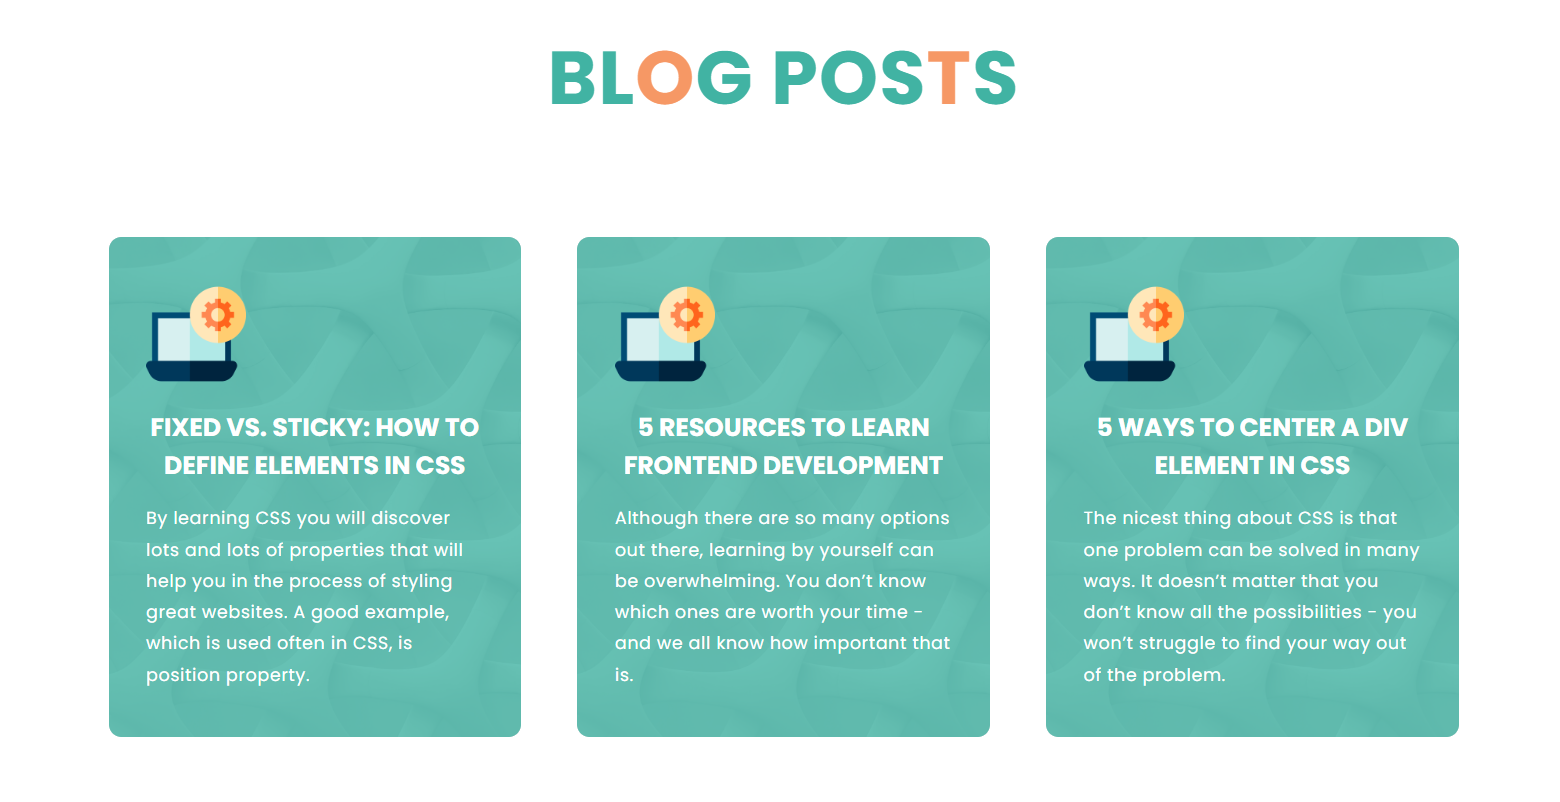 BLOG POSTS
FIXED VS. STICKY: HOW TO
DEFINE ELEMENTS IN CSS
By learning CSS you will discover
lots and lots of properties that will
help you in the process of styling
great websites. A good example,
which is used often in CSS, is
position property.
5 RESOURCES TO LEARN
FRONTEND DEVELOPMENT
Although there are so many options
out there, learning by yourself can
be overwhelming. You don’t know
which ones are worth your time -
and we all know how important that
is.
5 WAYS TO CENTER A DIV
ELEMENT IN CSS
The nicest thing about CSS is that
one problem can be solved in many
ways. It doesn’t matter that you
don’t know all the possibilities - you
won’t struggle to find your way out
of the problem.